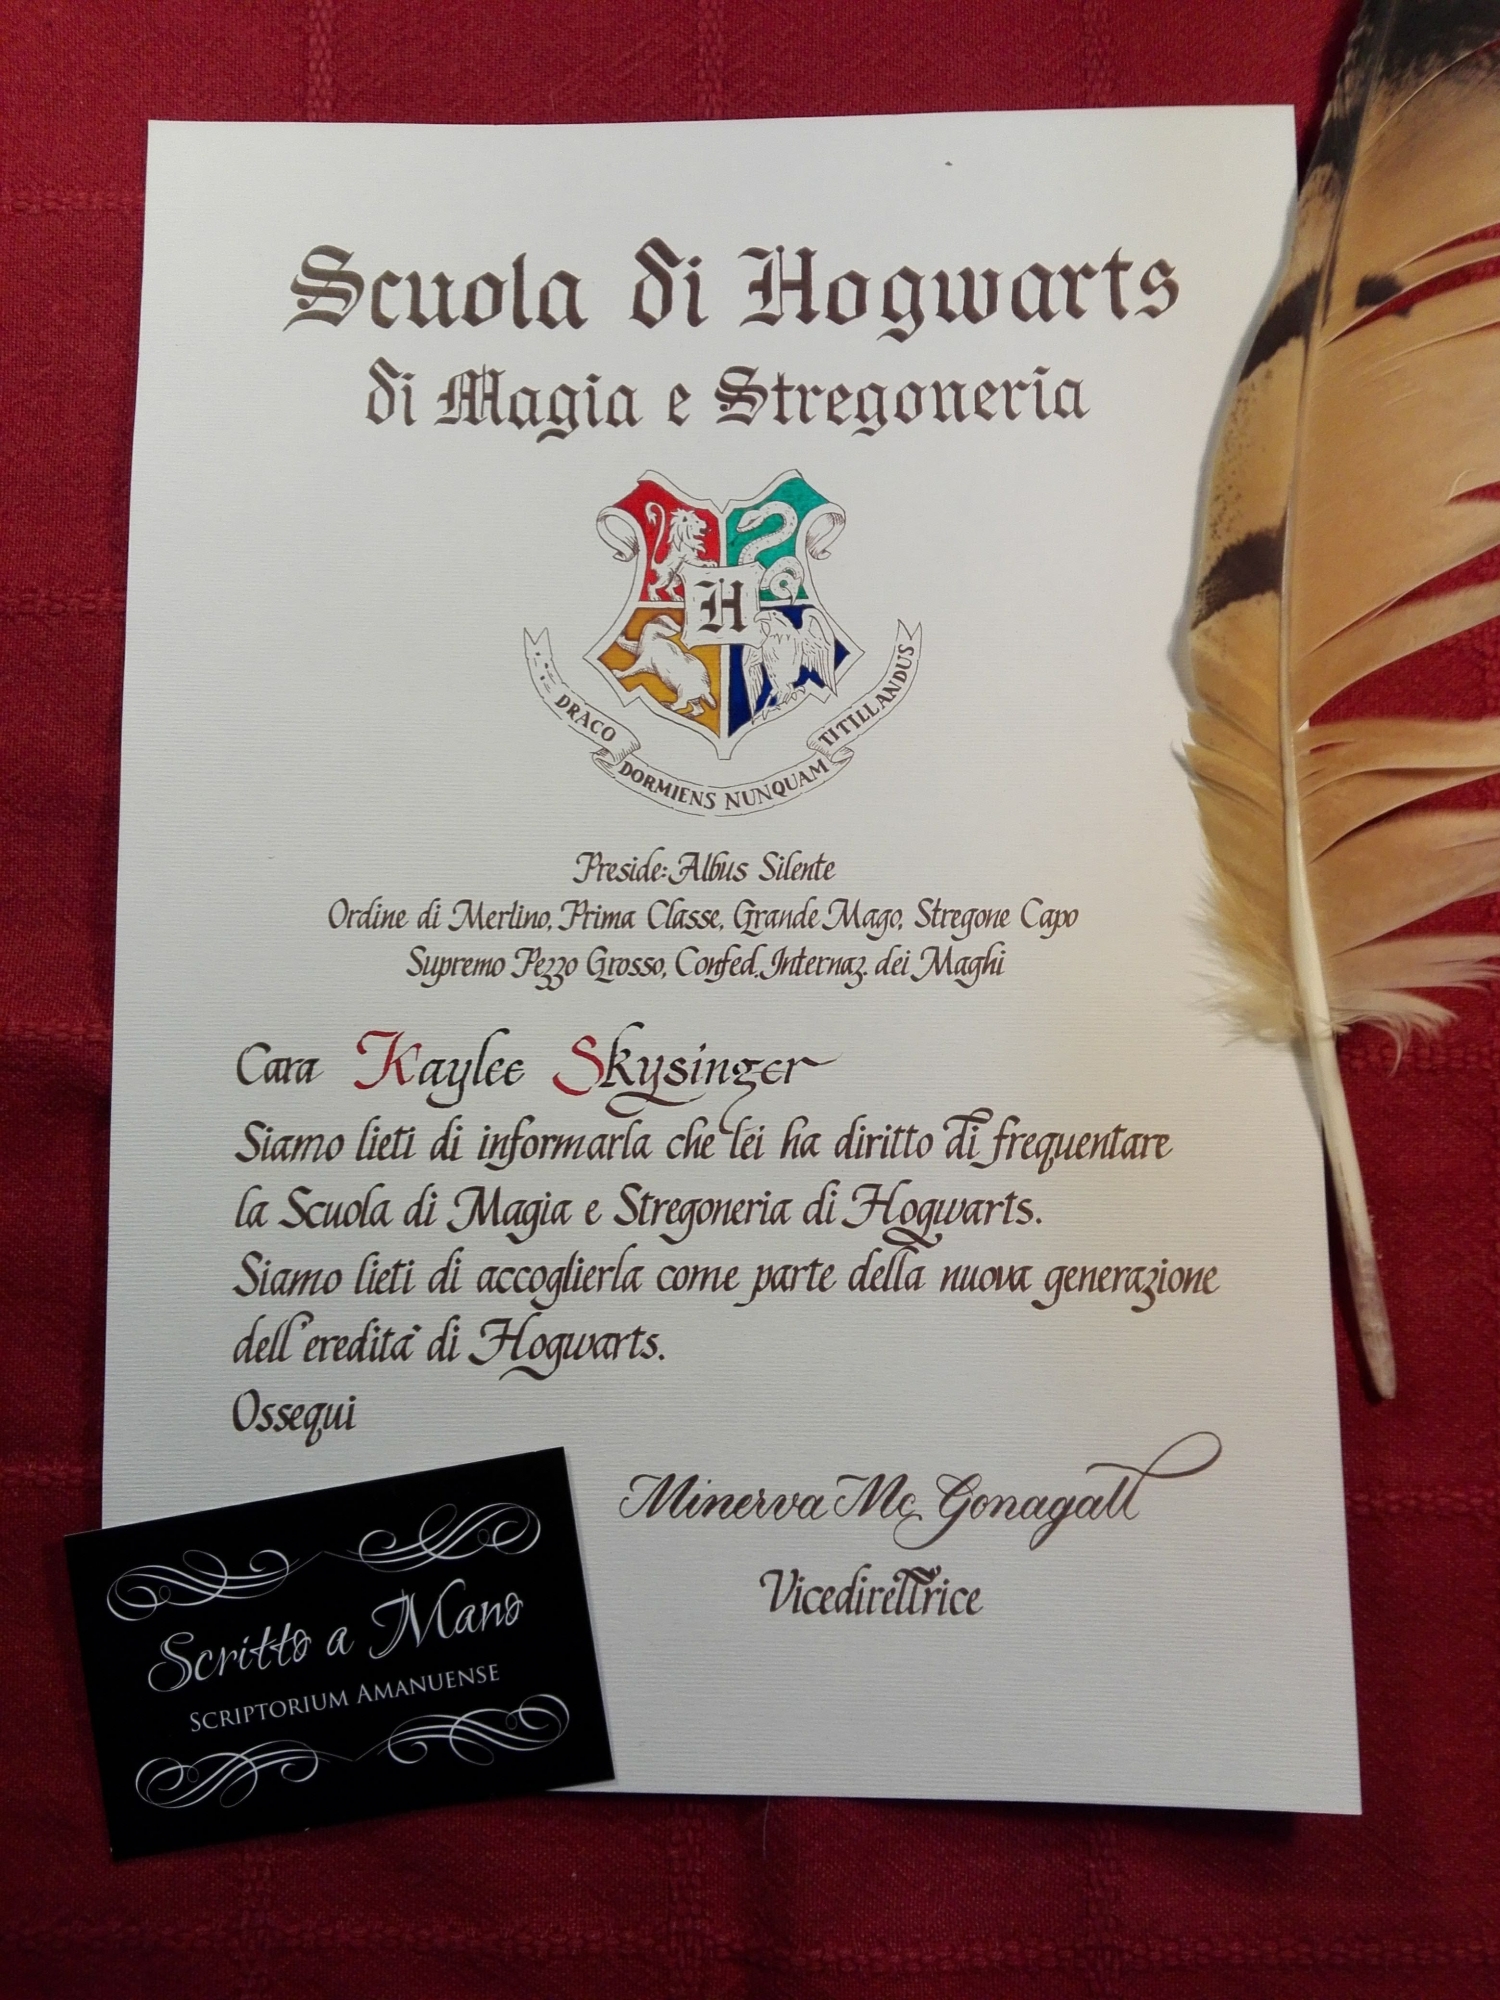 Scuola di Hogwarts
di Magia e Stregoneria
H
DRACO
DORMIENS NUNQUAM
TITILLANDUS
Preside: Albus Silente
Ordine di Merlino, Prima Classe, Grande Mago, Stregone Capo
Supremo Pezzo Grosso, Confed. Internaz. dei Maghi
Cara Kaylee Skysinger
Siamo lieti di informarla che lei ha diritto di frequentare
la Scuola di Magia e Stregoneria di Hogwarts.
Siamo lieti di accoglierla come parte della nuova generazione
dell'eredità di Hogwarts.
Ossequi
Minerva Mc Gonagall
Vicedirettrice
Scritto a Mano
SCRIPTORIUM AMANUENSE